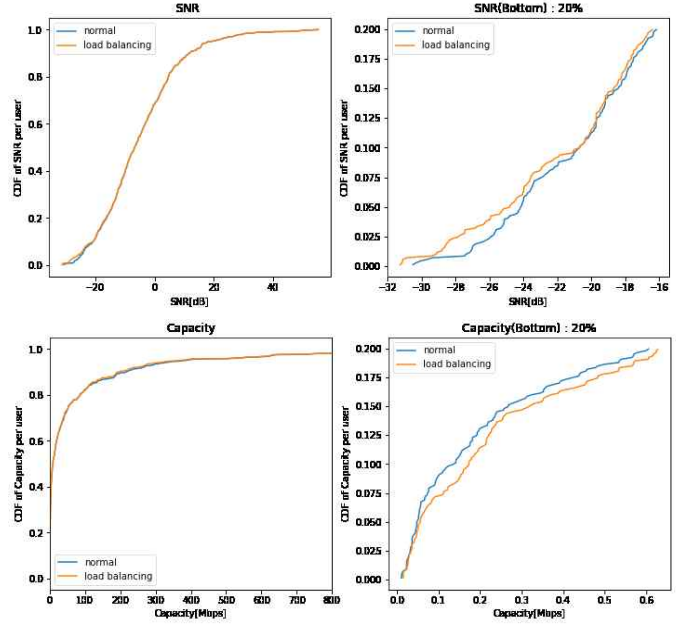 SNR
CDF of SNR per user
1.0
0.8
0.6
0.4
0.2
0.0
normal
load balancing
−20
0
20
40
SNR[dB]
SNR(Bottom) : 20%
CDF of SNR per user
0.200
0.175
0.150
0.125
0.100
0.075
0.050
0.025
0.000
normal
load balancing
−32
−30
−28
−26
−24
−22
−20
−18
−16
SNR[dB]
Capacity
CDF of Capacity per user
1.0
0.8
0.6
0.4
0.2
0.0
normal
load balancing
0
100
200
300
400
500
600
700
800
Capacity[Mbps]
Capacity(Bottom) : 20%
CDF of Capacity per user
0.200
0.175
0.150
0.125
0.100
0.075
0.050
0.025
0.000
normal
load balancing
0.0
0.1
0.2
0.3
0.4
0.5
0.6
Capacity[Mbps]